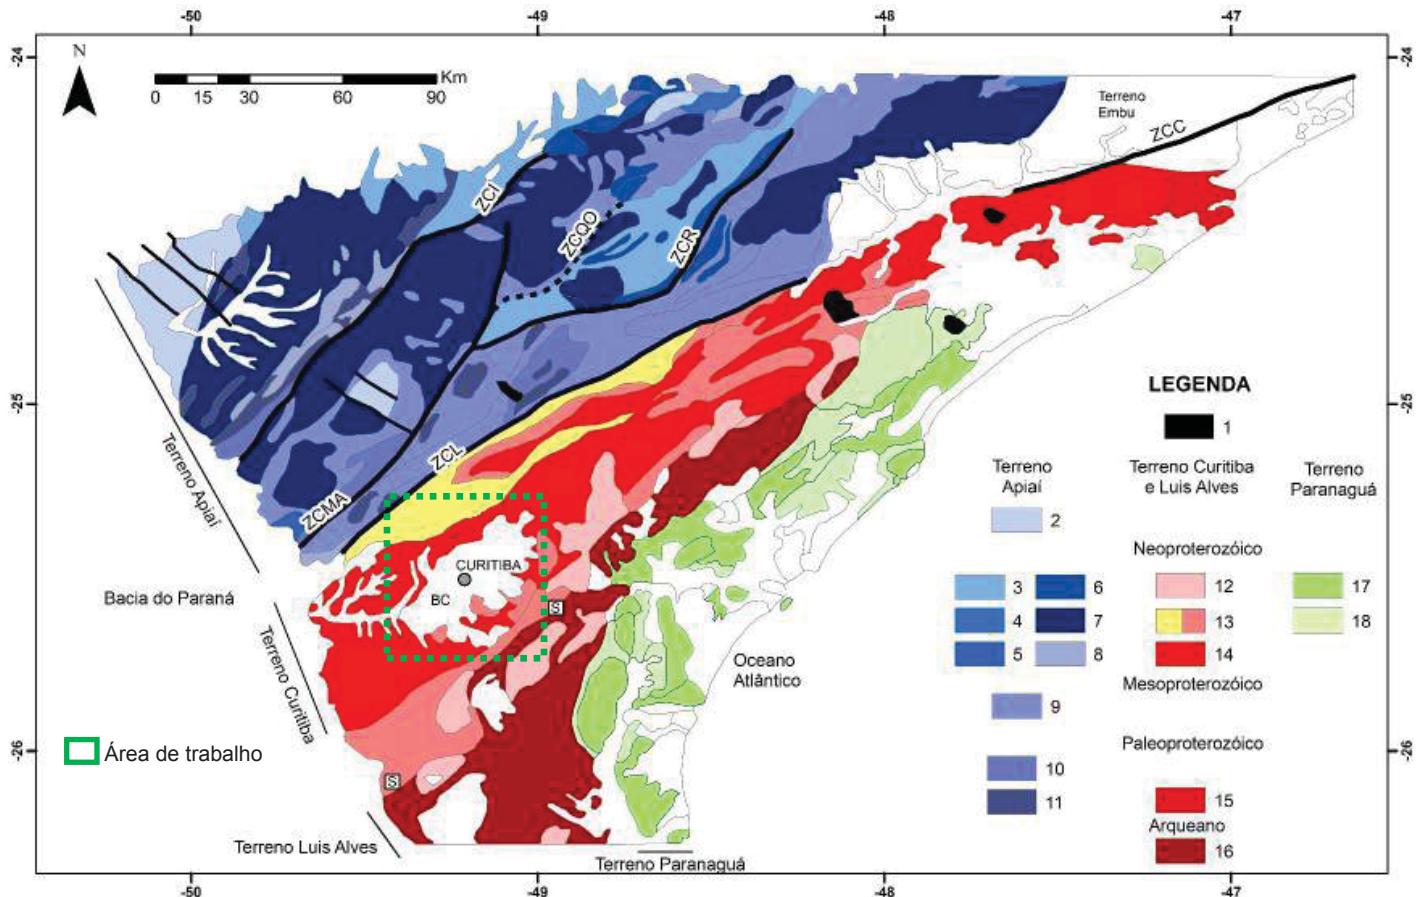 -50
-49
-48
-47
-24
-24
N
Km
0
15
30
60
90
Terreno
Embu
ZCC
ZCI
ZCQO
ZCR
-25
-25
LEGENDA
1
Terreno Apiaí
ZCL
ZCMA
Terreno
Apiaí
Terreno Curitiba
e Luis Alves
Terreno
Paranaguá
2
Neoproterozóico
CURITIBA
BC
Bacia do Paraná
S
3
6
12
17
4
7
13
18
5
8
14
Terreno Curitiba
Oceano
Atlântico
Mesoproterozóico
9
-26
-26
Área de trabalho
Paleoproterozóico
S
10
11
15
Arqueano
16
Terreno Luis Alves
Terreno Paranaguá
-50
-49
-48
-47